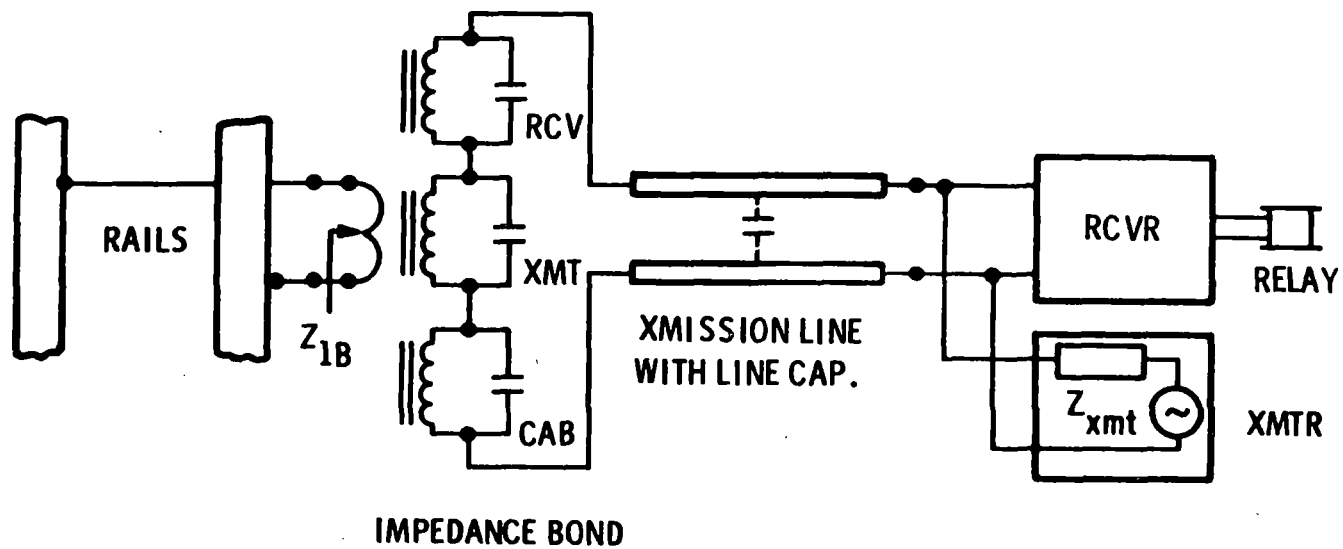 RCV
RAILS
Z1B
XMT
CAB
IMPEDANCE BOND
XMISSION LINE
WITH LINE CAP.
RCVR
RELAY
Zxmt
XMTR